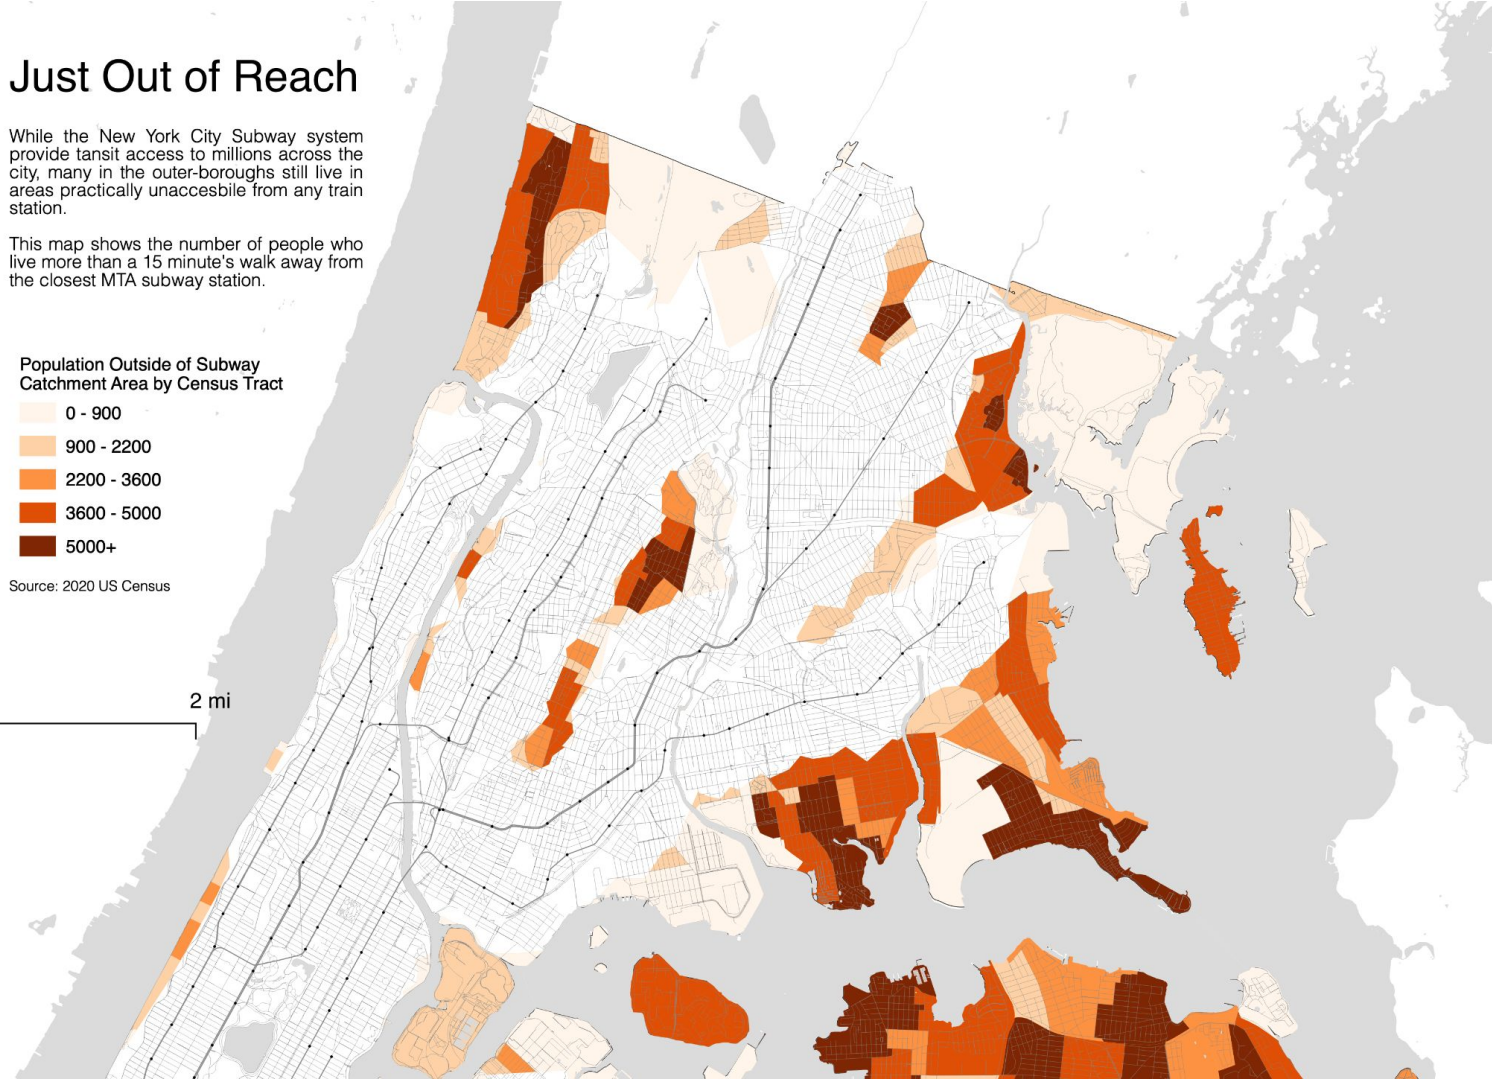 Just Out of Reach
While the New York City Subway system
provide tansit access to millions across the
city, many in the outer-boroughs still live in
areas practically unaccesbile from any train
station.
This map shows the number of people who
live more than a 15 minute's walk away from
the closest MTA subway station.
Population Outside of Subway
Catchment Area by Census Tract
0 - 900
900 - 2200
2200 - 3600
3600 - 5000
5000+
Source: 2020 US Census
2 mi